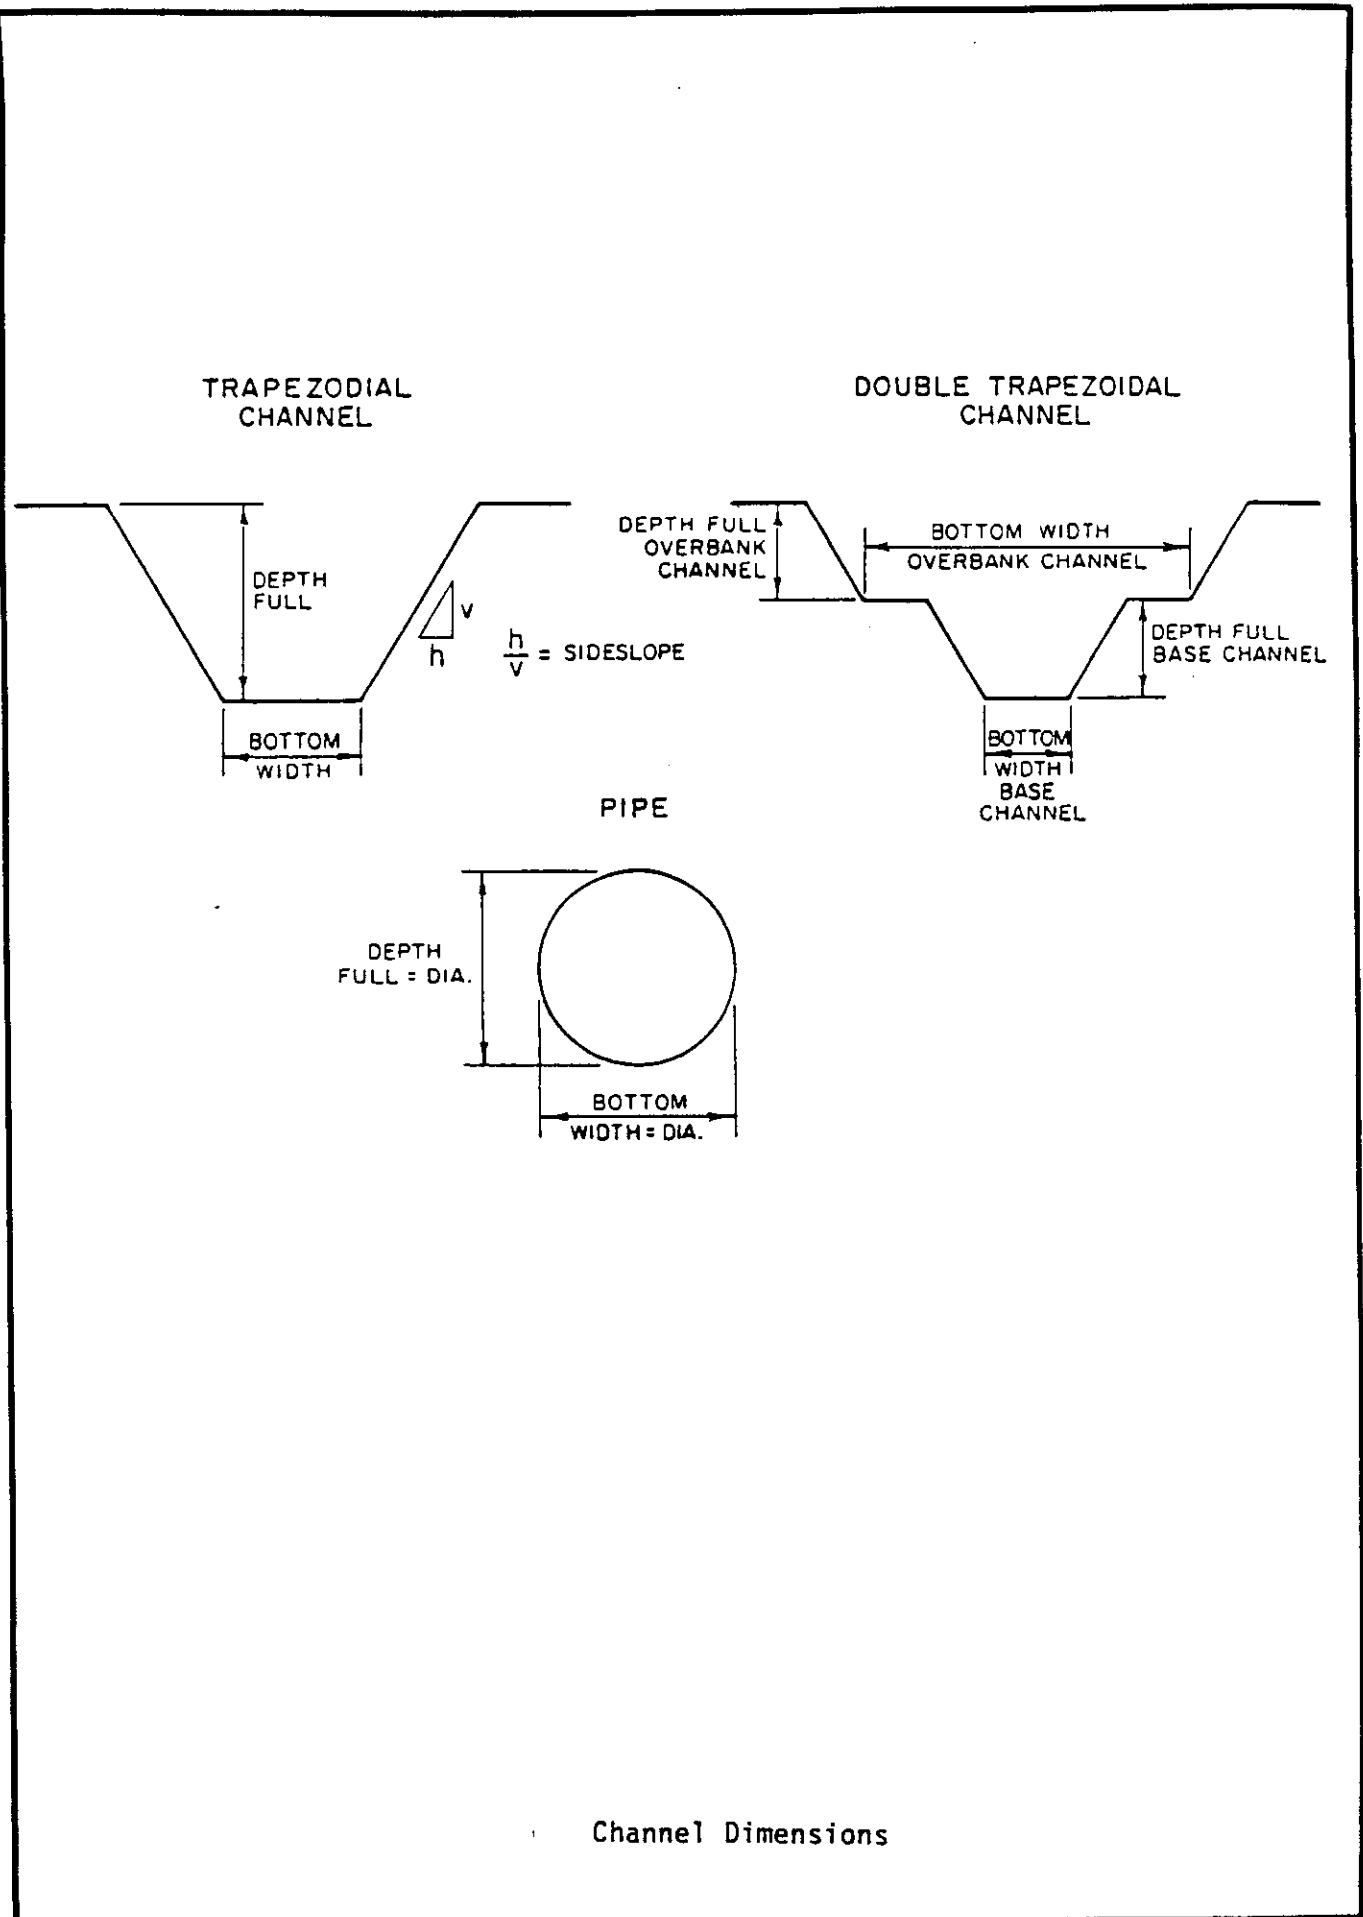 TRAPEZODIAL
CHANNEL
DEPTH
FULL
v
h
h
v
= SIDESLOPE
BOTTOM
WIDTH
DOUBLE TRAPEZOIDAL
CHANNEL
DEPTH FULL
OVERBANK
CHANNEL
BOTTOM WIDTH
OVERBANK CHANNEL
DEPTH FULL
BASE CHANNEL
BOTTOM
WIDTH
BASE
CHANNEL
PIPE
DEPTH
FULL = DIA.
BOTTOM
WIDTH = DIA.
Channel Dimensions